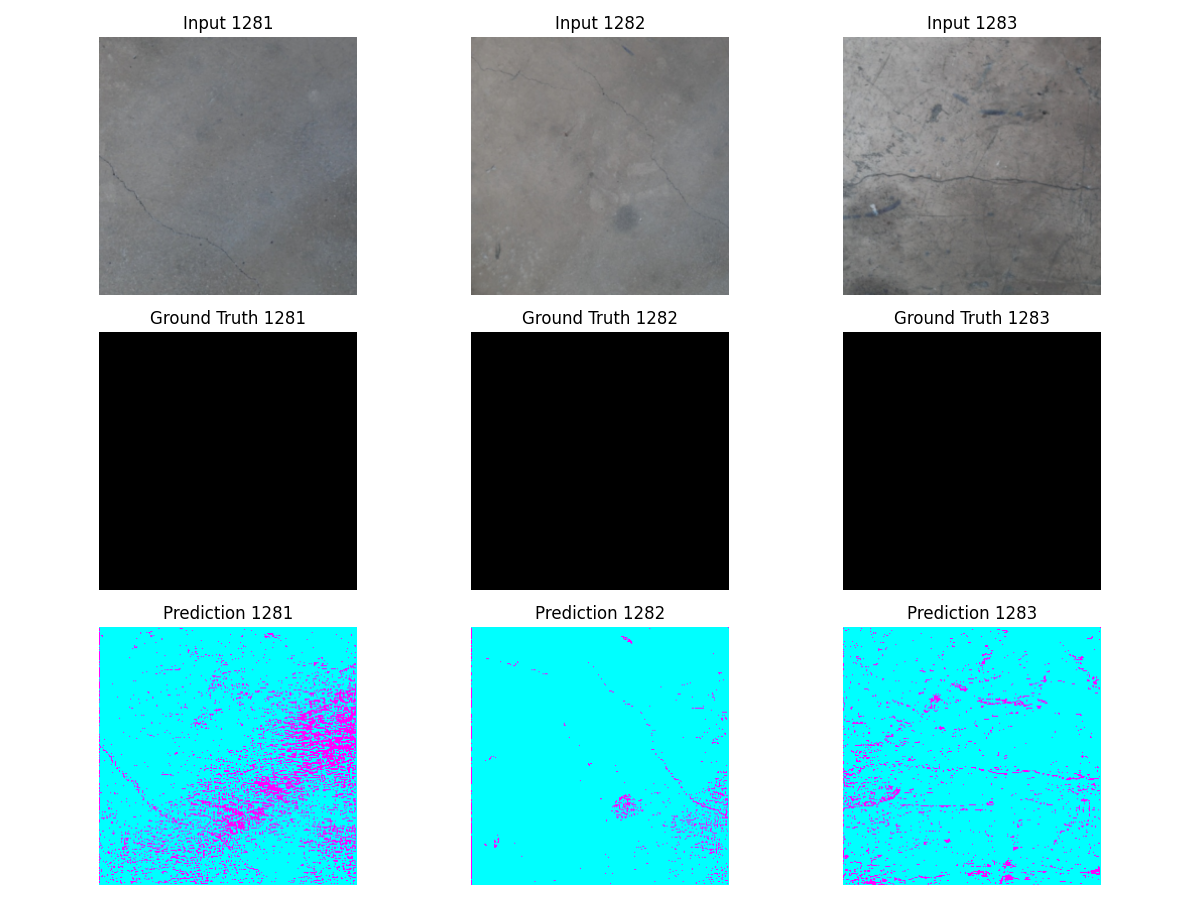 Input 1281
Input 1282
Input 1283
Ground Truth 1281
Ground Truth 1282
Ground Truth 1283
Prediction 1281
Prediction 1282
Prediction 1283